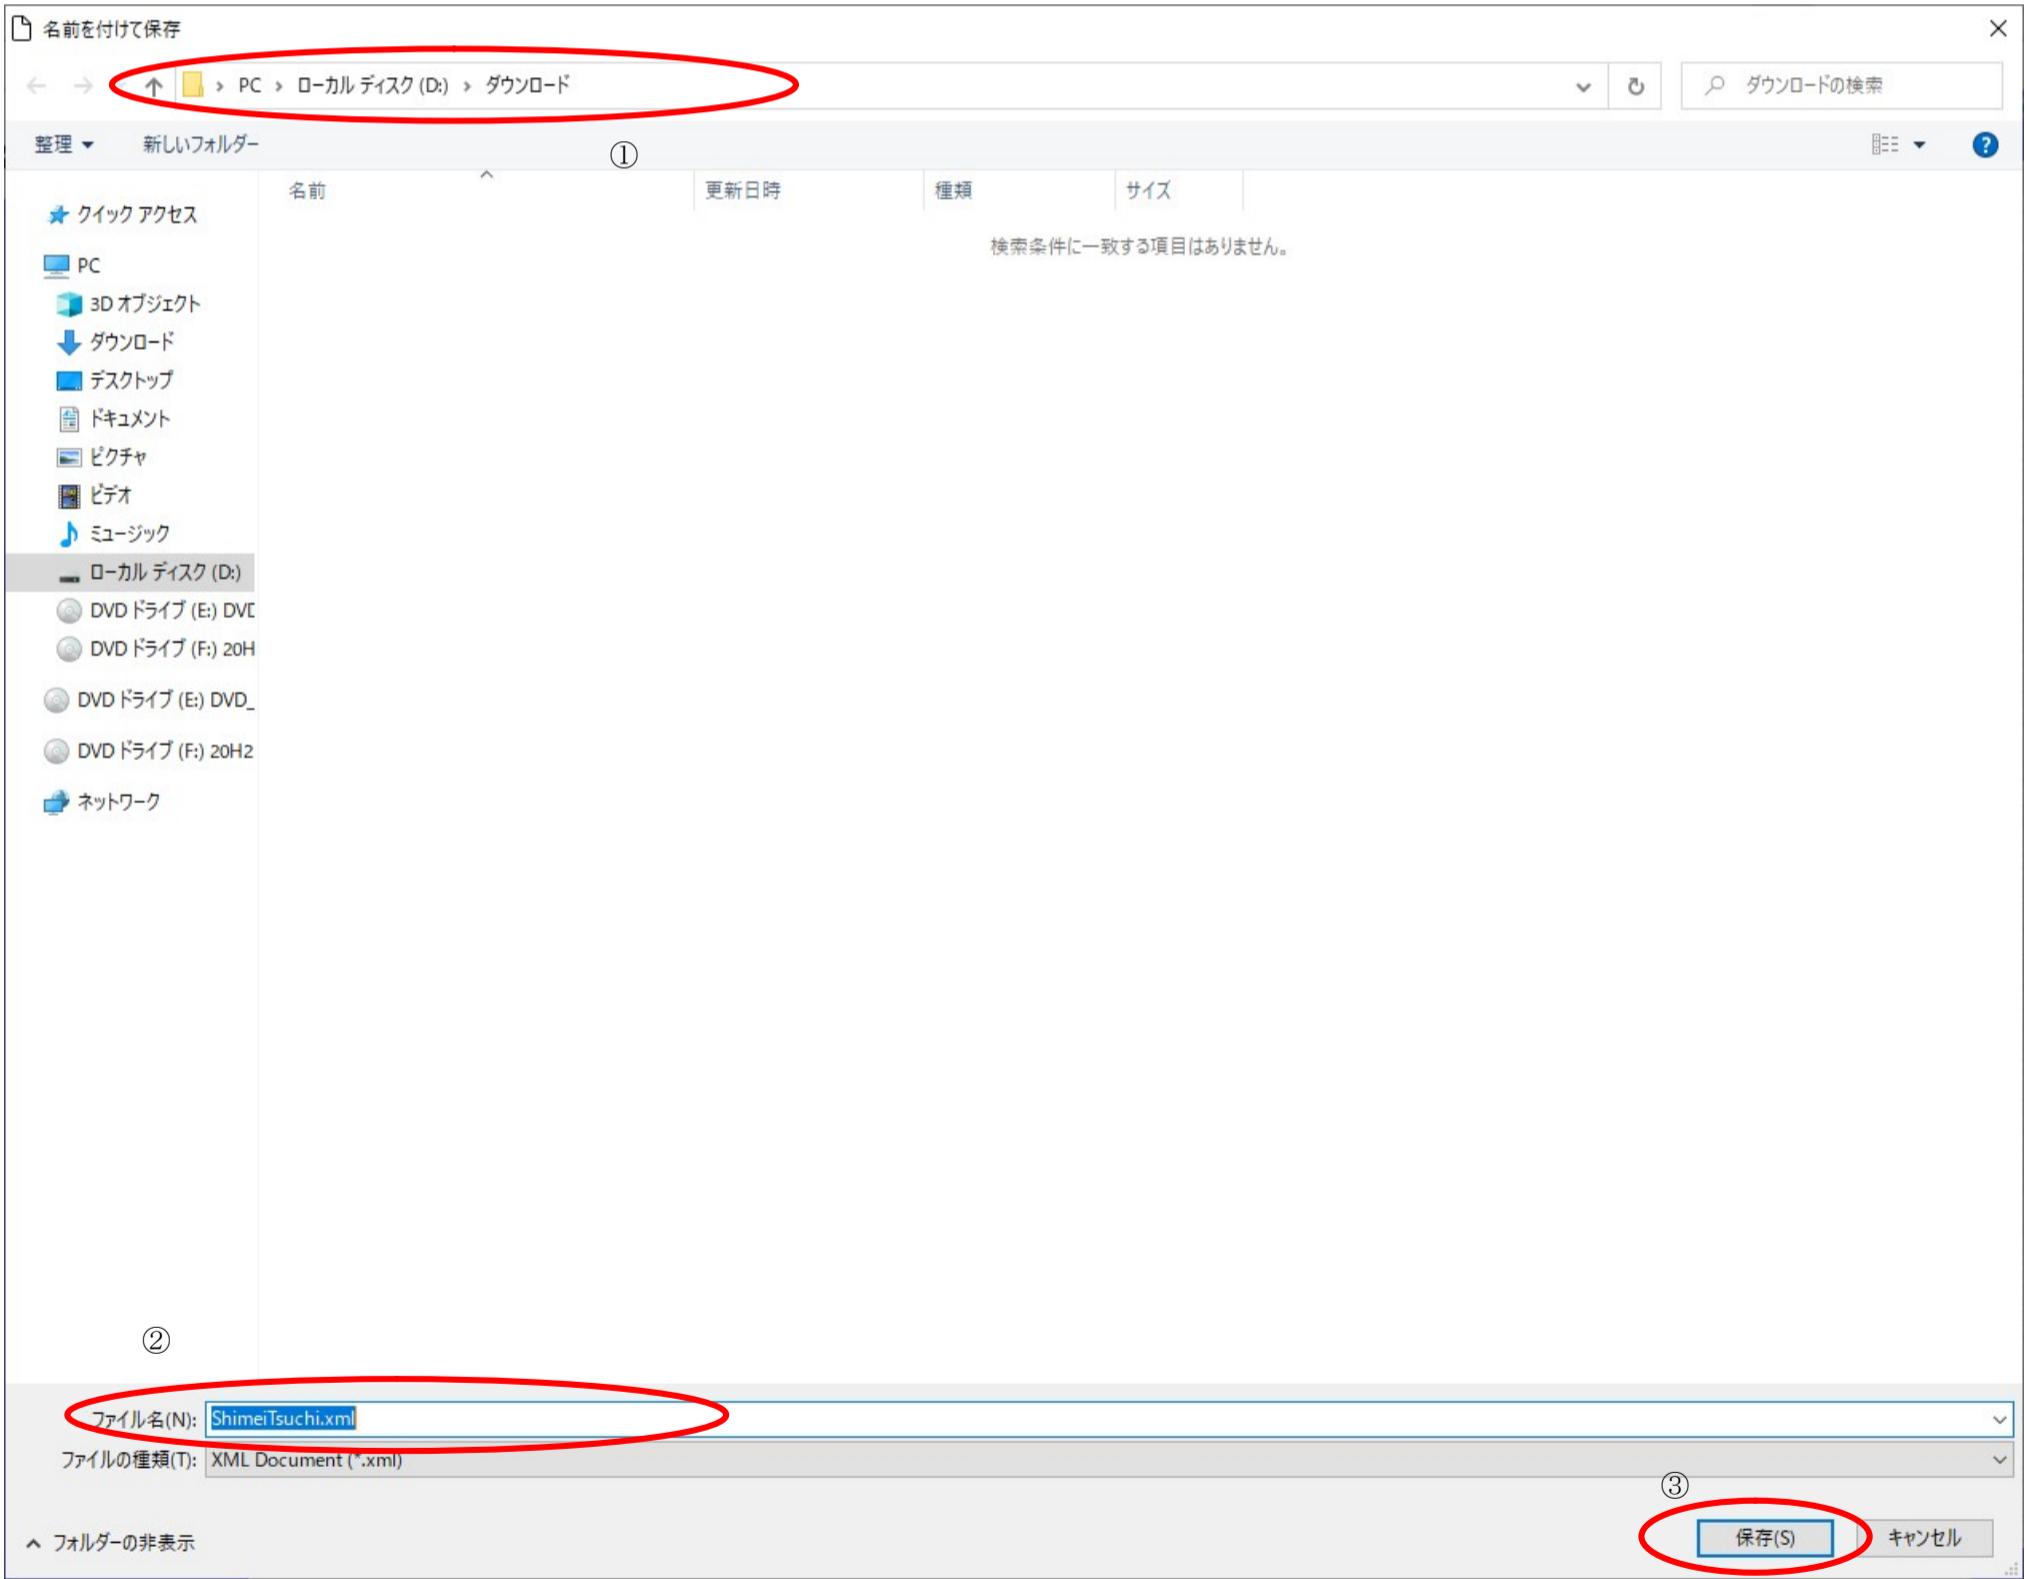 名前を付けて保存
PC › ローカル ディスク (D:) › ダウンロード
ダウンロードの検索
整理 新しいフォルダー
①
名前 更新日時 種類 サイズ
検索条件に一致する項目はありません。
クイック アクセス
PC
3D オブジェクト
ダウンロード
デスクトップ
ドキュメント
ピクチャ
ビデオ
ミュージック
ローカル ディスク (D:)
DVD ドライブ (E:) DVD
DVD ドライブ (F:) 20H
DVD ドライブ (E:) DVD_
DVD ドライブ (F:) 20H2
ネットワーク
②
ファイル名(N): ShimeiTsuchi.xml
ファイルの種類(T): XML Document (*.xml)
③
フォルダーの非表示
保存(S) キャンセル